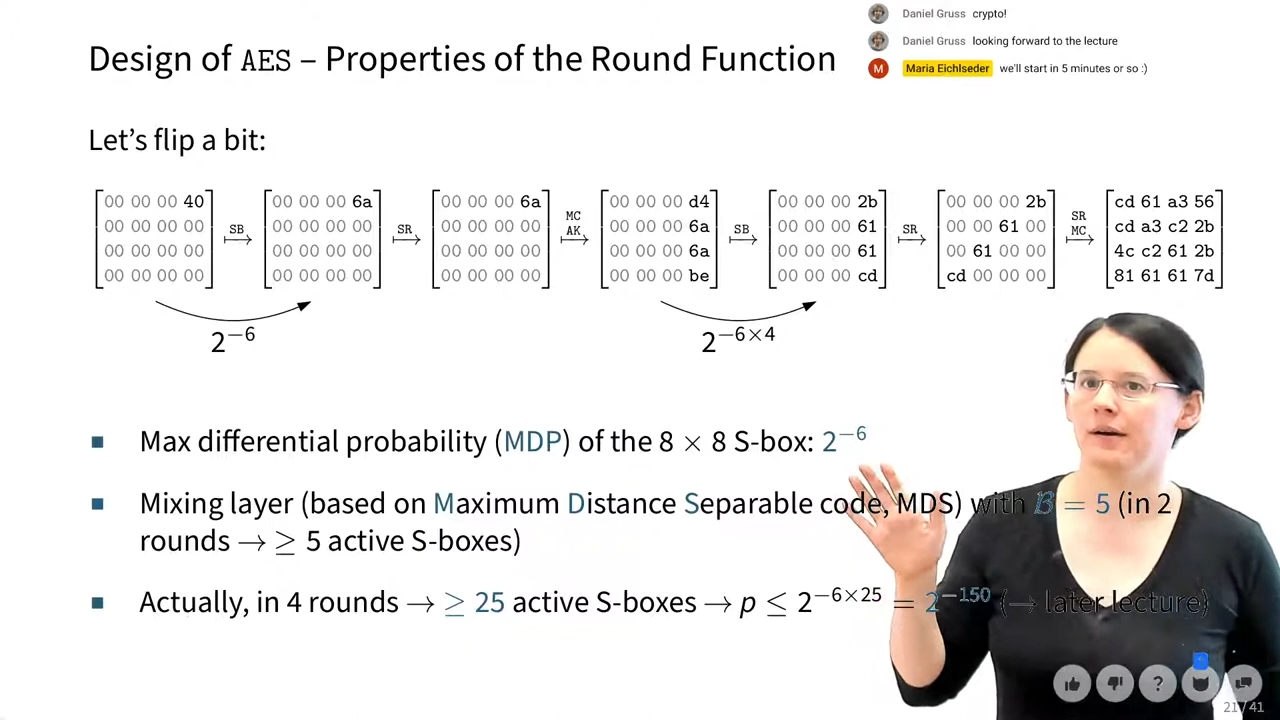 Daniel Gruss crypto!
Daniel Gruss looking forward to the lecture
M Maria Eichlseder we'll start in 5 minutes or so :)
Design of AES – Properties of the Round Function
Let's flip a bit:
00 00 00 40 SB 00 00 00 6a SR 00 00 00 6a MC AK 00 00 00 d4 SB 00 00 00 2b SR 00 00 00 2b SR MC cd 61 a3 56
00 00 00 00 00 00 00 00 00 00 00 00 00 00 00 6a 00 00 00 61 00 00 61 00 cd a3 c2 2b
00 00 00 00 00 00 00 00 00 00 00 00 00 00 00 6a 00 00 00 61 00 61 00 00 4c c2 61 2b
00 00 00 00 00 00 00 00 00 00 00 00 00 00 00 be 00 00 00 cd cd 00 00 00 81 61 61 7d
2⁻⁶ 2⁻⁶ˣ⁴
■ Max differential probability (MDP) of the 8 × 8 S-box: 2⁻⁶
■ Mixing layer (based on Maximum Distance Separable code, MDS) with B = 5 (in 2
rounds → ≥ 5 active S-boxes)
■ Actually, in 4 rounds → ≥ 25 active S-boxes → p ≤ 2⁻⁶ˣ²⁵ = 2⁻¹⁵⁰ (→ later lecture)
?
21 / 41